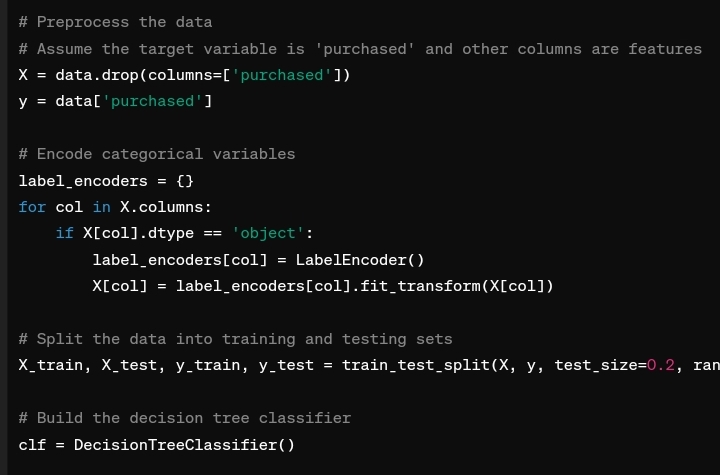 # Preprocess the data
# Assume the target variable is 'purchased' and other columns are features
X = data.drop(columns=['purchased'])
y = data['purchased']
# Encode categorical variables
label_encoders = {}
for col in X.columns:
if X[col].dtype == 'object':
label_encoders[col] = LabelEncoder()
X[col] = label_encoders[col].fit_transform(X[col])
# Split the data into training and testing sets
X_train, X_test, y_train, y_test = train_test_split(X, y, test_size=0.2, ran
# Build the decision tree classifier
clf = DecisionTreeClassifier()